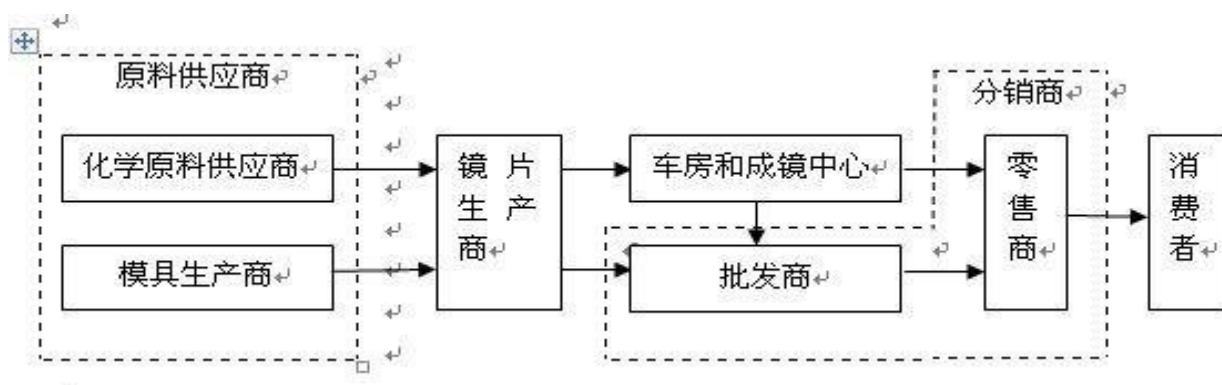 原料供应商
分销商
化学原料供应商
镜片
生产
商
车房和成镜中心
零
售
商
消
费
者
模具生产商
批发商